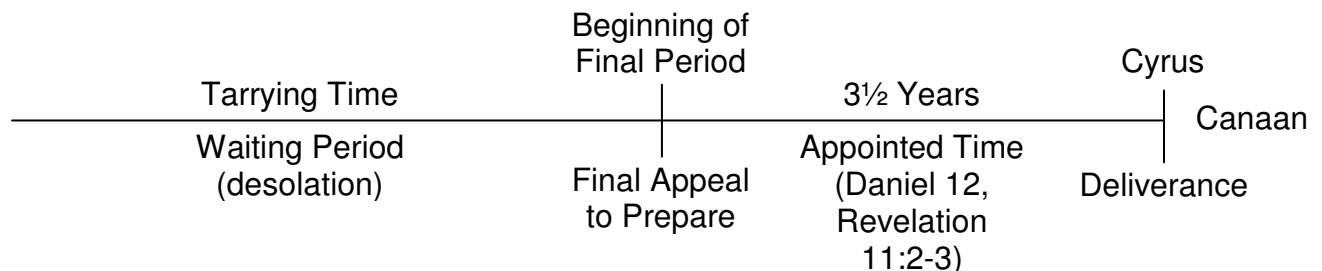 Beginning of
Final Period
Cyrus
Tarrying Time
3½ Years
Canaan
Waiting Period
(desolation)
Final Appeal
to Prepare
Appointed Time
(Daniel 12,
Revelation
11:2-3)
Deliverance